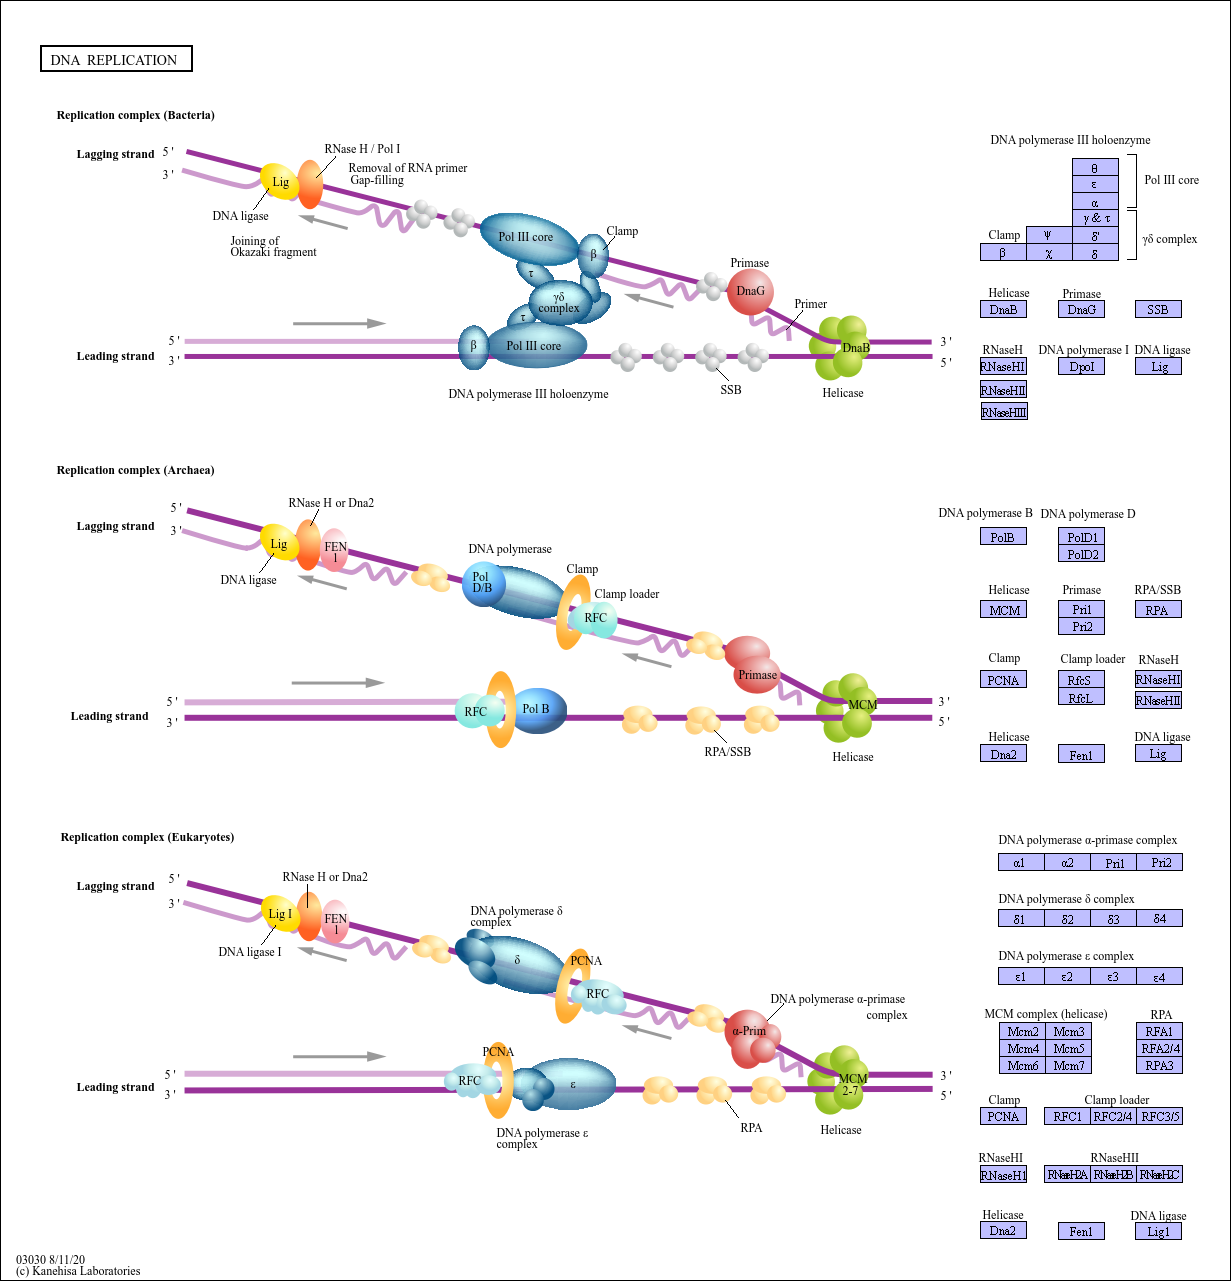 DNA REPLICATION
Replication complex (Bacteria)
Lagging strand 5 '
3 '
RNase H / Pol I
Removal of RNA primer
Gap-filling
Lig
DNA ligase
Joining of
Okazaki fragment
Pol III core
Clamp
β
τ
γδ
complex
τ
Primase
DnaG
Primer
5 '
Leading strand 3 '
β
Pol III core
DnaB
3 '
5 '
SSB
Helicase
DNA polymerase III holoenzyme
DNA polymerase III holoenzyme
θ
ε
α
Pol III core
γ & τ
Clamp ψ δ'
β χ δ
γδ complex
Helicase Primase
DnaB DnaG SSB
RNaseH DNA polymerase I DNA ligase
RNaseHI DpoI Lig
RNaseHII
RNaseHIII
Replication complex (Archaea)
5 '
Lagging strand 3 '
RNase H or Dna2
Lig
FEN
1
DNA ligase
DNA polymerase
Pol
D/B
Clamp
Clamp loader
RFC
Primase
5 '
Leading strand 3 '
RFC
Pol B
MCM
3 '
5 '
RPA/SSB
Helicase
DNA polymerase B DNA polymerase D
PolB PolD1
PolD2
Helicase Primase RPA/SSB
MCM Pri1 RPA
Pri2
Clamp Clamp loader RNaseH
PCNA RfcS RNaseHI
RfcL RNaseHII
Helicase DNA ligase
Dna2 Fen1 Lig
Replication complex (Eukaryotes)
5 '
Lagging strand
3 '
RNase H or Dna2
Lig I
FEN
1
DNA ligase I
DNA polymerase δ
complex
δ
PCNA
RFC
DNA polymerase α-primase
complex
α-Prim
5 '
Leading strand
3 '
RFC
PCNA
ε
MCM
2-7
3 '
5 '
DNA polymerase ε
complex
RPA
Helicase
DNA polymerase α-primase complex
α1 α2 Pri1 Pri2
DNA polymerase δ complex
δ1 δ2 δ3 δ4
DNA polymerase ε complex
ε1 ε2 ε3 ε4
MCM complex (helicase) RPA
Mcm2 Mcm3 RFA1
Mcm4 Mcm5 RFA2/4
Mcm6 Mcm7 RPA3
Clamp Clamp loader
PCNA RFC1 RFC2/4 RFC3/5
RNaseHI RNaseHII
RNaseH1 RNaseH2A RNaseH2B RNaseH2C
Helicase DNA ligase
Dna2 Fen1 Lig1
03030 8/11/20
(c) Kanehisa Laboratories